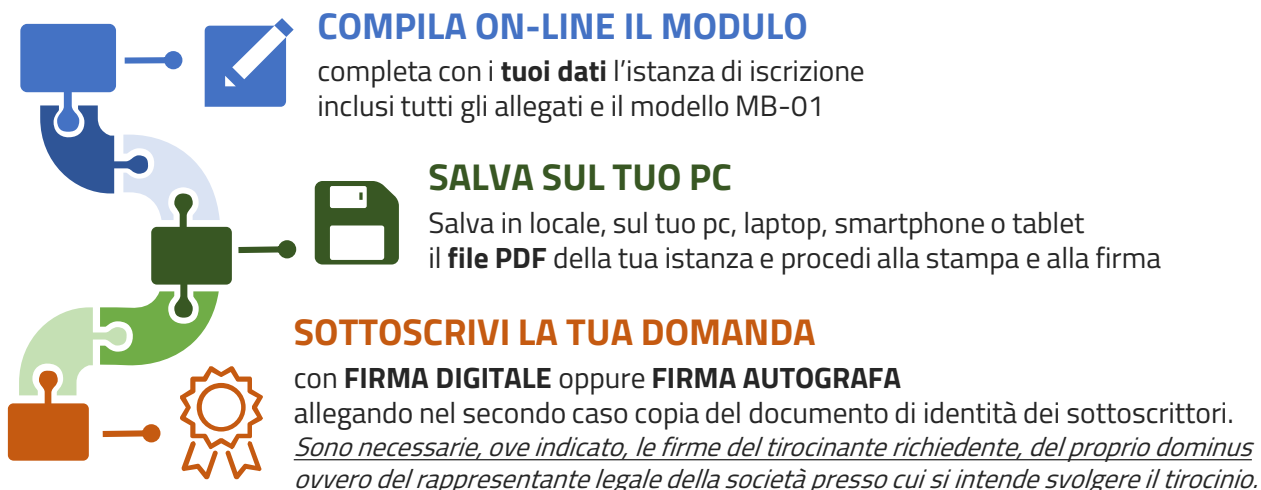 COMPILA ON-LINE IL MODULO
completa con i tuoi dati l'istanza di iscrizione
inclusi tutti gli allegati e il modello MB-01
SALVA SUL TUO PC
Salva in locale, sul tuo pc, laptop, smartphone o tablet
il file PDF della tua istanza e procedi alla stampa e alla firma
SOTTOSCRIVI LA TUA DOMANDA
con FIRMA DIGITALE oppure FIRMA AUTOGRAFA
allegando nel secondo caso copia del documento di identità dei sottoscrittori.
Sono necessarie, ove indicato, le firme del tirocinante richiedente, del proprio dominus
ovvero del rappresentante legale della società presso cui si intende svolgere il tirocinio.